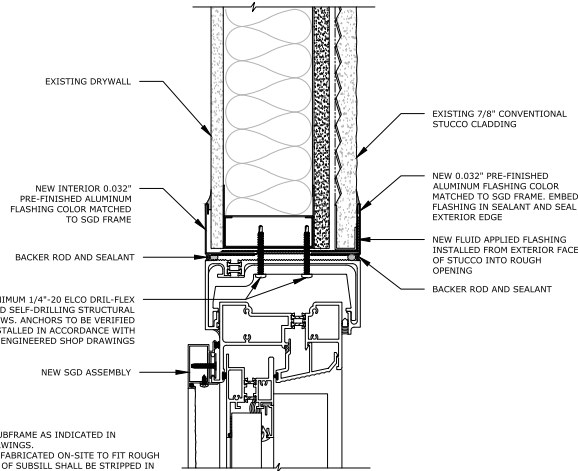 EXISTING DRYWALL
EXISTING 7/8" CONVENTIONAL
STUCCO CLADDING
NEW INTERIOR 0.032"
PRE-FINISHED ALUMINUM
FLASHING COLOR MATCHED
TO SGD FRAME
NEW 0.032" PRE-FINISHED
ALUMINUM FLASHING COLOR
MATCHED TO SGD FRAME. EMBED
FLASHING IN SEALANT AND SEAL
EXTERIOR EDGE
NEW FLUID APPLIED FLASHING
INSTALLED FROM EXTERIOR FACE
OF STUCCO INTO ROUGH
OPENING
BACKER ROD AND SEALANT
BACKER ROD AND SEALANT
NIMUM 1/4"-20 ELCO DRIL-FLEX
D SELF-DRILLING STRUCTURAL
WS. ANCHORS TO BE VERIFIED
STALLED IN ACCORDANCE WITH
ENGINEERED SHOP DRAWINGS
NEW SGD ASSEMBLY
UBFRAME AS INDICATED IN
AWINGS.
FABRICATED ON-SITE TO FIT ROUGH
OF SUBSILL SHALL BE STRIPPED IN